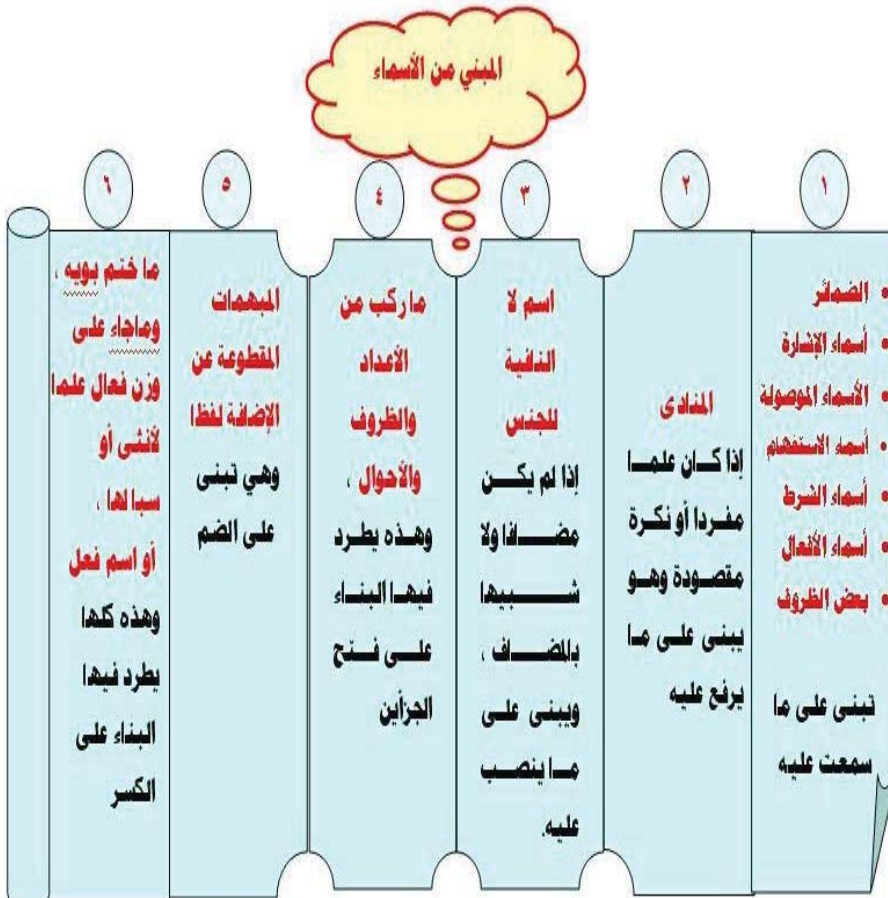 المبني من الأسماء
١
الضمائر
أسماء الإشارة
الأسماء الموصولة
أسماء الاستفهام
أسماء الشرط
أسماء الأفعال
بعض الظروف
تبنى على ما
سمعت عليه
٢
المنادى
إذا كان علما
مفردا أو نكرة
مقصودة وهو
يبنى على ما
يرفع عليه
٣
اسم لا
النافية
للجنس
إذا لم يكن
مضافا ولا
شبيها
بالمضاف ،
ويبنى على
ما ينصب
عليه.
٤
ما ركب من
الأعداد
والظروف
والأحوال ،
وهذه يطرد
فيها البناء
على فتح
الجزأين
٥
المبهمات
المقطوعة عن
الإضافة لفظا
وهي تبنى
على الضم
٦
ما ختم بويه ،
وماجاء على
وزن فعال علما
لأنثى أو
سبا لها ،
أو اسم فعل
وهذه كلها
يطرد فيها
البناء على
الكسر